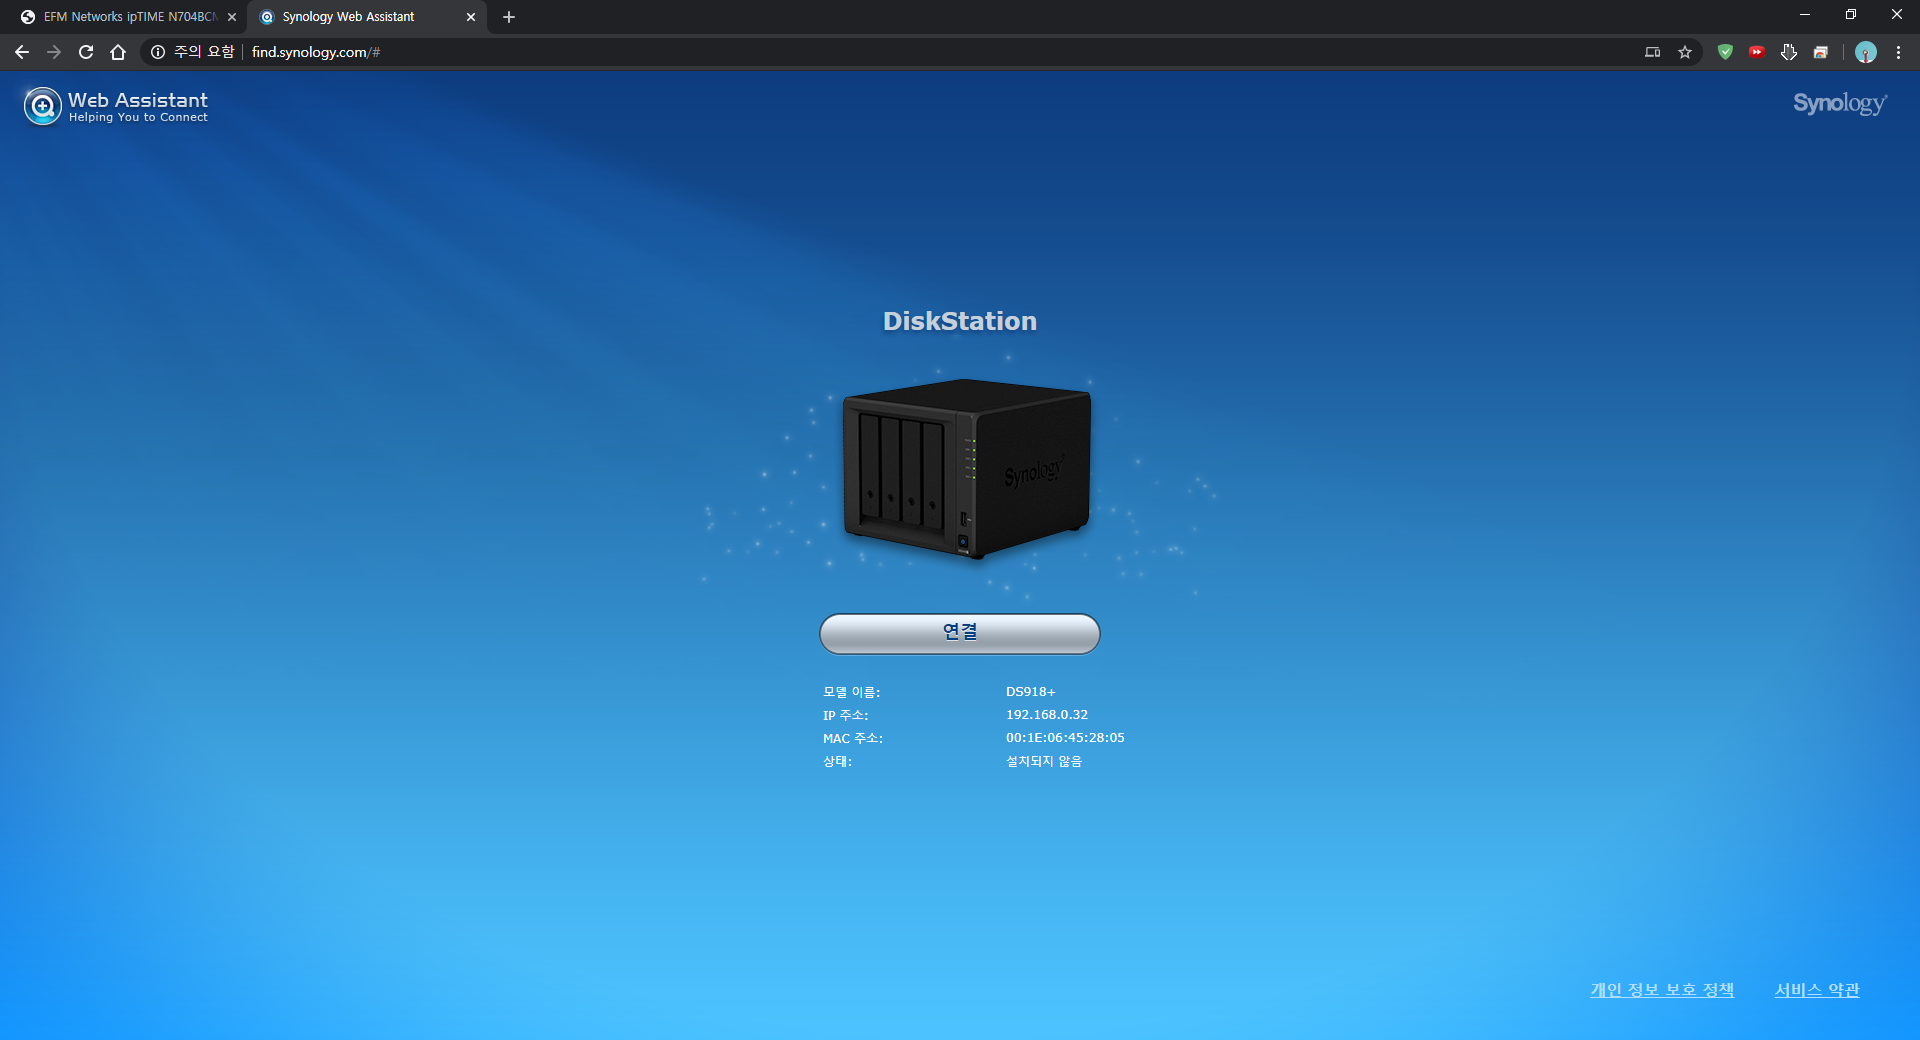 EFM Networks ipTIME N704BCM
Synology Web Assistant
주의 요함
find.synology.com/#
Web Assistant
Helping You to Connect
Synology
DiskStation
Synology
연결
모델 이름: DS918+
IP 주소: 192.168.0.32
MAC 주소: 00:1E:06:45:28:05
상태: 설치되지 않음
개인 정보 보호 정책 서비스 약관